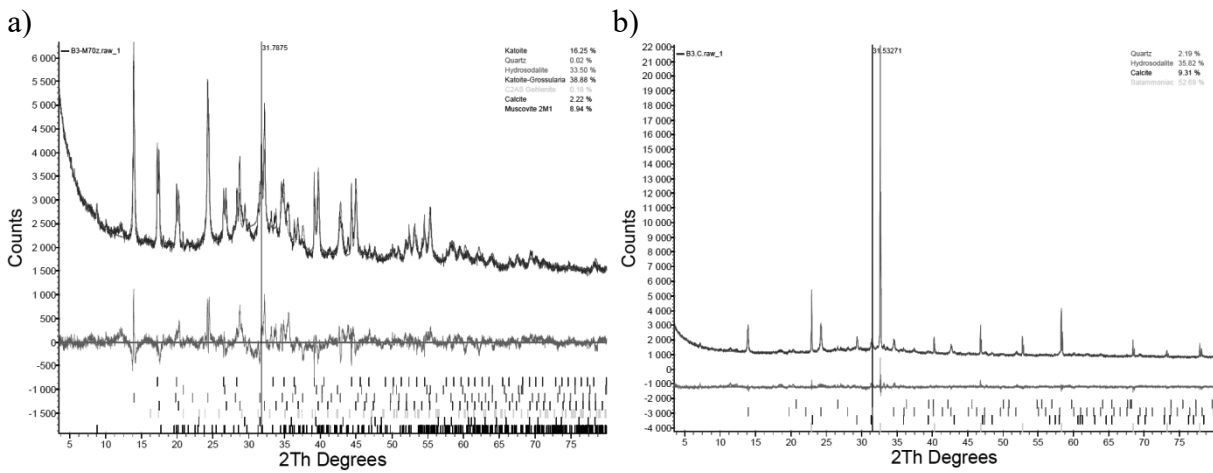 a)
B3-M70z.raw_1
31.7875
Katoite 16.25 %
Quartz 0.02 %
Hydrosodalite 33.50 %
Katoite-Grossularia 38.88 %
C2AS Gehlenite 0.18 %
Calcite 2.22 %
Muscovite 2M1 8.94 %
Counts
6 000
5 500
5 000
4 500
4 000
3 500
3 000
2 500
2 000
1 500
1 000
500
0
-500
-1 000
-1 500
5 10 15 20 25 30 35 40 45 50 55 60 65 70 75
2Th Degrees
b)
B3.C.raw_1
31.53271
Quartz 2.19 %
Hydrosodalite 35.82 %
Calcite 9.31 %
Salammoniac 52.69 %
Counts
22 000
21 000
20 000
19 000
18 000
17 000
16 000
15 000
14 000
13 000
12 000
11 000
10 000
9 000
8 000
7 000
6 000
5 000
4 000
3 000
2 000
1 000
0
-1 000
-2 000
-3 000
-4 000
5 10 15 20 25 30 35 40 45 50 55 60 65 70 75
2Th Degrees